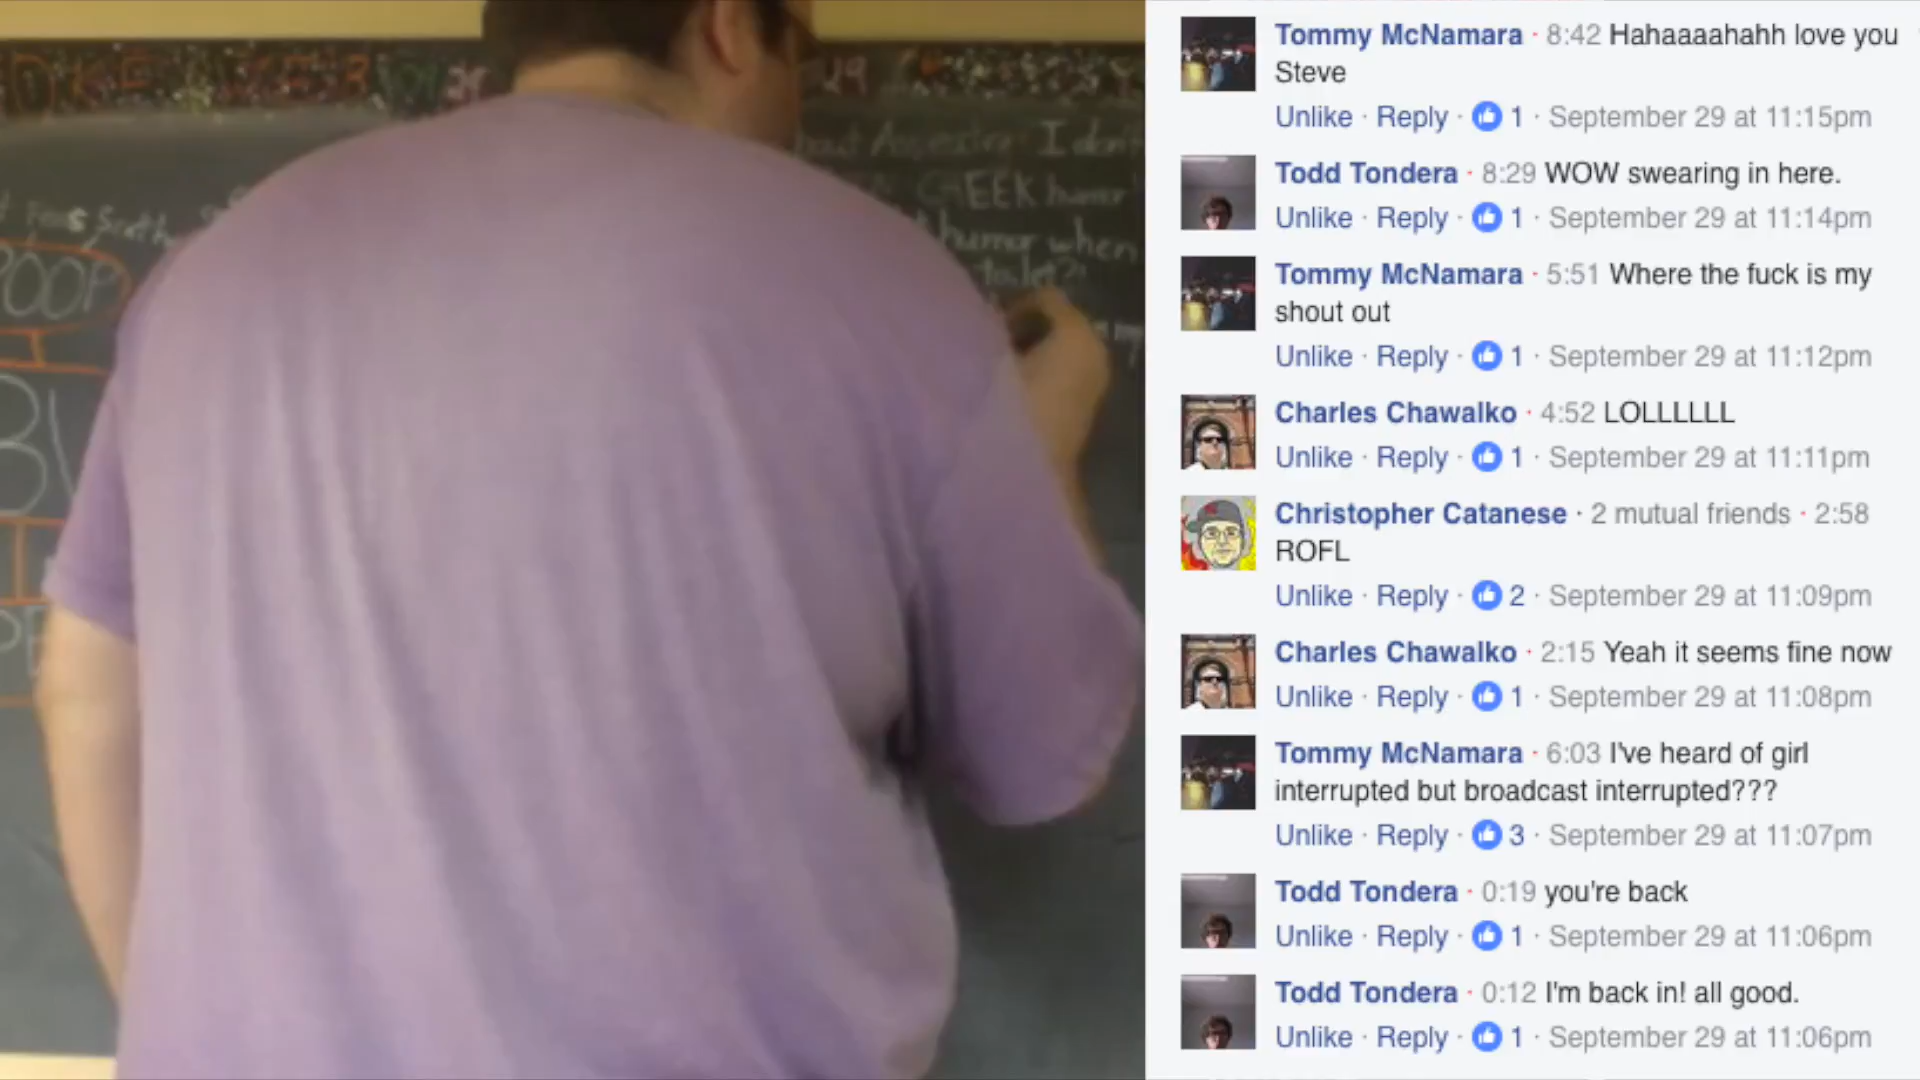 POOP
I don't
CHEEK humor
humor when
toilet?!
Tommy McNamara · 8:42 Hahaaaahahh love you
Steve
Unlike · Reply · 1 · September 29 at 11:15pm
Todd Tondera · 8:29 WOW swearing in here.
Unlike · Reply · 1 · September 29 at 11:14pm
Tommy McNamara · 5:51 Where the fuck is my
shout out
Unlike · Reply · 1 · September 29 at 11:12pm
Charles Chawalko · 4:52 LOLLLLLL
Unlike · Reply · 1 · September 29 at 11:11pm
Christopher Catanese · 2 mutual friends · 2:58
ROFL
Unlike · Reply · 2 · September 29 at 11:09pm
Charles Chawalko · 2:15 Yeah it seems fine now
Unlike · Reply · 1 · September 29 at 11:08pm
Tommy McNamara · 6:03 I've heard of girl
interrupted but broadcast interrupted???
Unlike · Reply · 3 · September 29 at 11:07pm
Todd Tondera · 0:19 you're back
Unlike · Reply · 1 · September 29 at 11:06pm
Todd Tondera · 0:12 I'm back in! all good.
Unlike · Reply · 1 · September 29 at 11:06pm